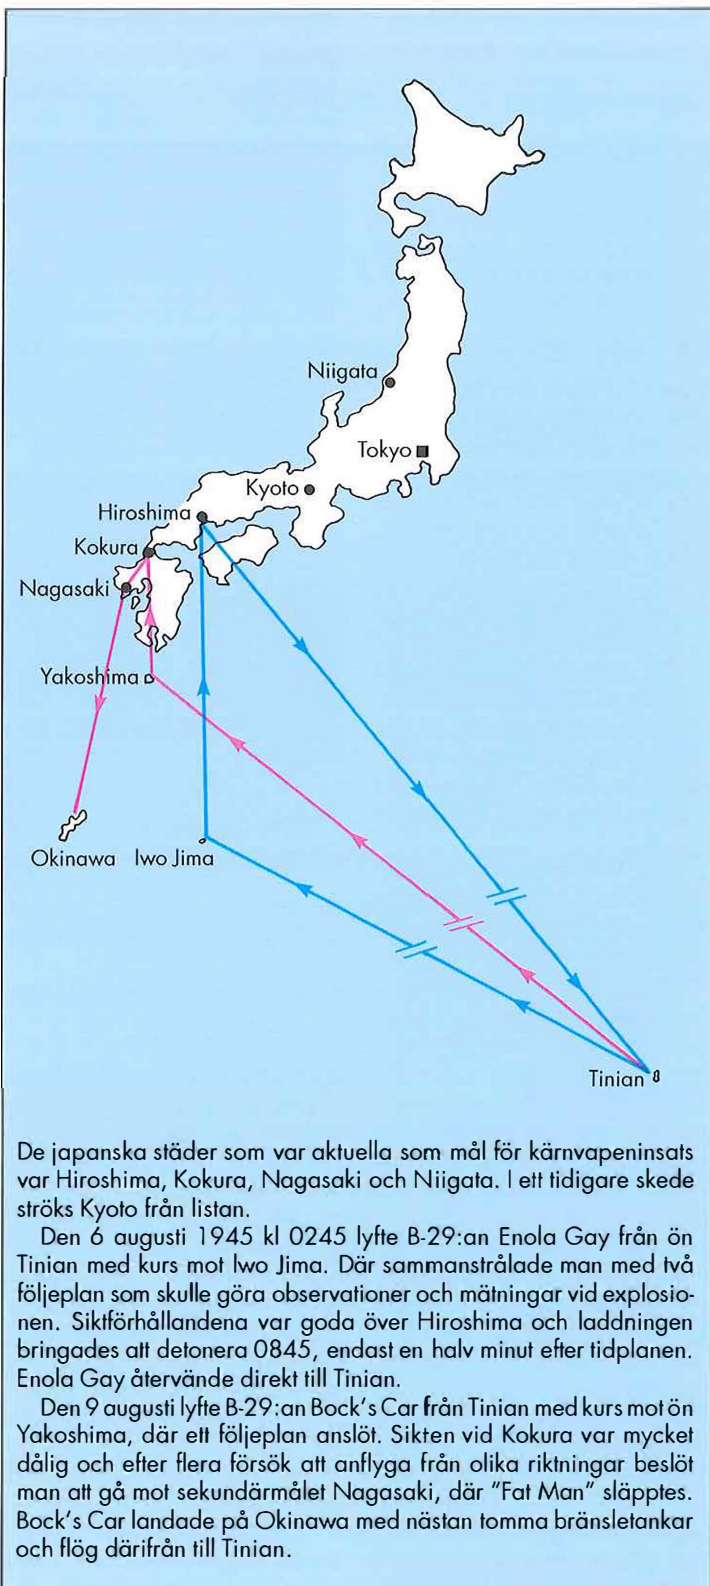 Niigata
Tokyo
Kyoto
Hiroshima
Kokura
Nagasaki
Yakoshima
Okinawa Iwo Jima
Tinian
De japanska städer som var aktuella som mål för kärnvapeninsats
var Hiroshima, Kokura, Nagasaki och Niigata. I ett tidigare skede
ströks Kyoto från listan.
Den 6 augusti 1945 kl 0245 lyfte B-29:an Enola Gay från ön
Tinian med kurs mot Iwo Jima. Där sammanstrålade man med två
följeplan som skulle göra observationer och mätningar vid explosio-
nen. Siktförhållandena var goda över Hiroshima och laddningen
bringades att detonera 0845, endast en halv minut efter tidplanen.
Enola Gay återvände direkt till Tinian.
Den 9 augusti lyfte B-29:an Bock's Car från Tinian med kurs mot ön
Yakoshima, där ett följeplan anslöt. Sikten vid Kokura var mycket
dålig och efter flera försök att anflyga från olika riktningar beslöt
man att gå mot sekundärmålet Nagasaki, där "Fat Man" släpptes.
Bock's Car landade på Okinawa med nästan tomma bränsletankar
och flög därifrån till Tinian.